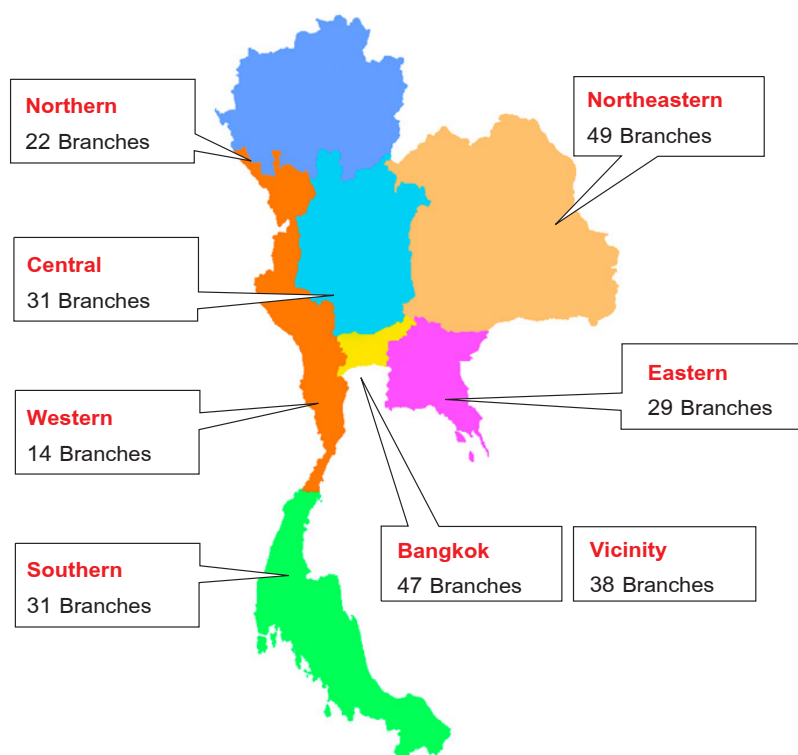 Northern
22 Branches
Northeastern
49 Branches
Central
31 Branches
Eastern
29 Branches
Western
14 Branches
Bangkok
47 Branches
Vicinity
38 Branches
Southern
31 Branches